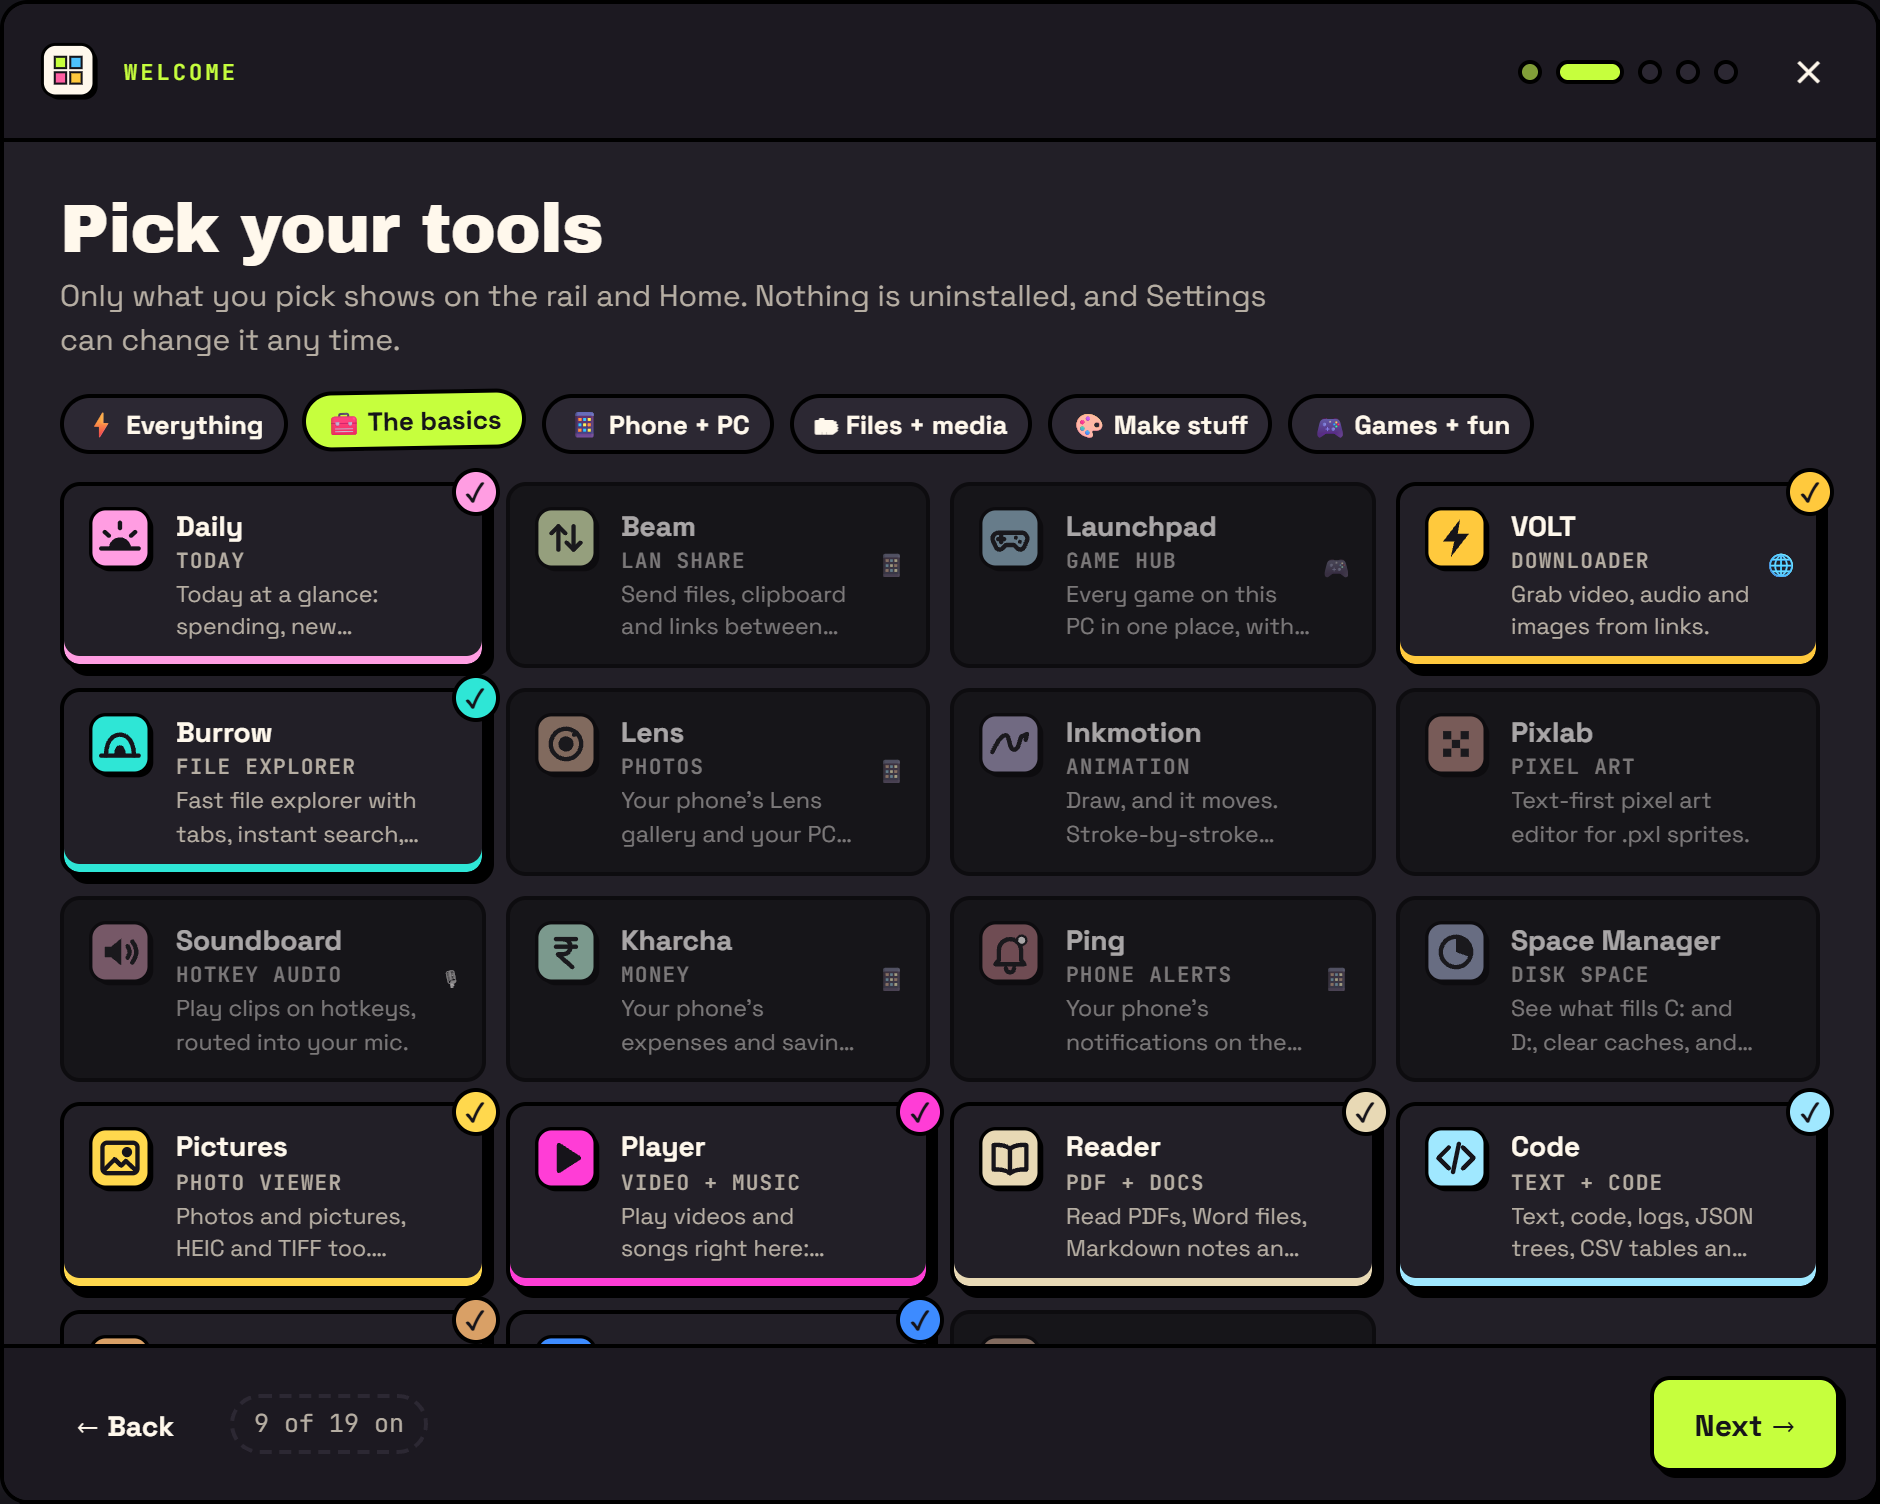 WELCOME
Pick your tools
Only what you pick shows on the rail and Home. Nothing is uninstalled, and Settings
can change it any time.
Everything
The basics
Phone + PC
Files + media
Make stuff
Games + fun
Daily
TODAY
Today at a glance:
spending, new...
Beam
LAN SHARE
Send files, clipboard
and links between...
Launchpad
GAME HUB
Every game on this
PC in one place, with...
VOLT
DOWNLOADER
Grab video, audio and
images from links.
Burrow
FILE EXPLORER
Fast file explorer with
tabs, instant search,...
Lens
PHOTOS
Your phone’s Lens
gallery and your PC...
Inkmotion
ANIMATION
Draw, and it moves.
Stroke-by-stroke...
Pixlab
PIXEL ART
Text-first pixel art
editor for .pxl sprites.
Soundboard
HOTKEY AUDIO
Play clips on hotkeys,
routed into your mic.
Kharcha
MONEY
Your phone’s
expenses and savin...
Ping
PHONE ALERTS
Your phone’s
notifications on the...
Space Manager
DISK SPACE
See what fills C: and
D:, clear caches, and...
Pictures
PHOTO VIEWER
Photos and pictures,
HEIC and TIFF too....
Player
VIDEO + MUSIC
Play videos and
songs right here:...
Reader
PDF + DOCS
Read PDFs, Word files,
Markdown notes an...
Code
TEXT + CODE
Text, code, logs, JSON
trees, CSV tables an...
← Back
9 of 19 on
Next →